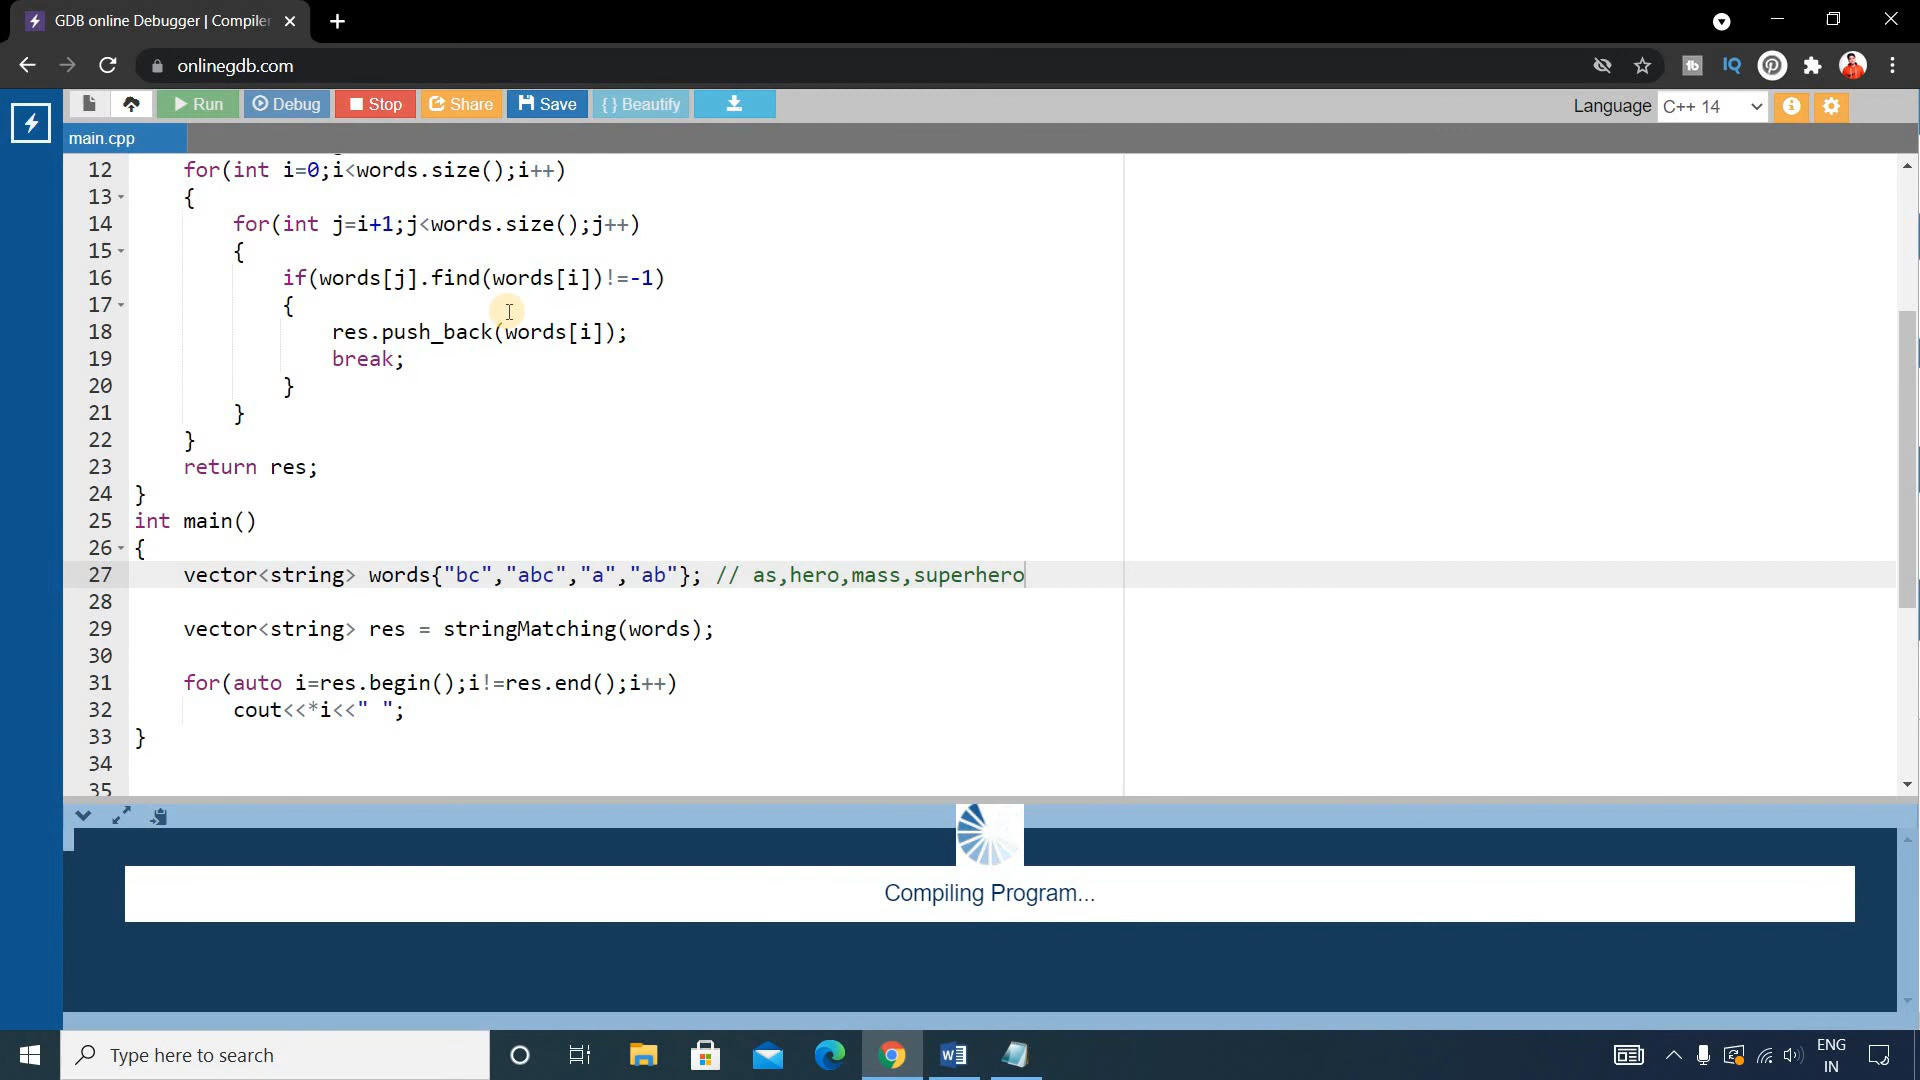 GDB online Debugger | Compiler
onlinegdb.com
Run Debug Stop Share Save { } Beautify Language C++ 14
main.cpp
12 for(int i=0;i<words.size();i++)
13 {
14 for(int j=i+1;j<words.size();j++)
15 {
16 if(words[j].find(words[i])!=-1)
17 {
18 res.push_back(words[i]);
19 break;
20 }
21 }
22 }
23 return res;
24 }
25 int main()
26 {
27 vector<string> words{"bc","abc","a","ab"}; // as,hero,mass,superhero
28
29 vector<string> res = stringMatching(words);
30
31 for(auto i=res.begin();i!=res.end();i++)
32 cout<<*i<<" ";
33 }
34
35
Compiling Program...
Type here to search
ENG
IN